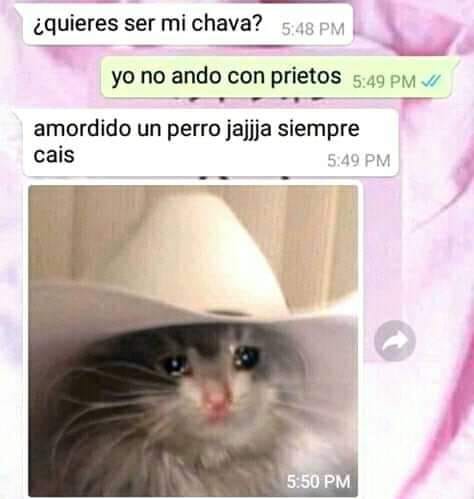 ¿quieres ser mi chava? 5:48 PM
yo no ando con prietos 5:49 PM
amordido un perro jajjja siempre
cais 5:49 PM
5:50 PM